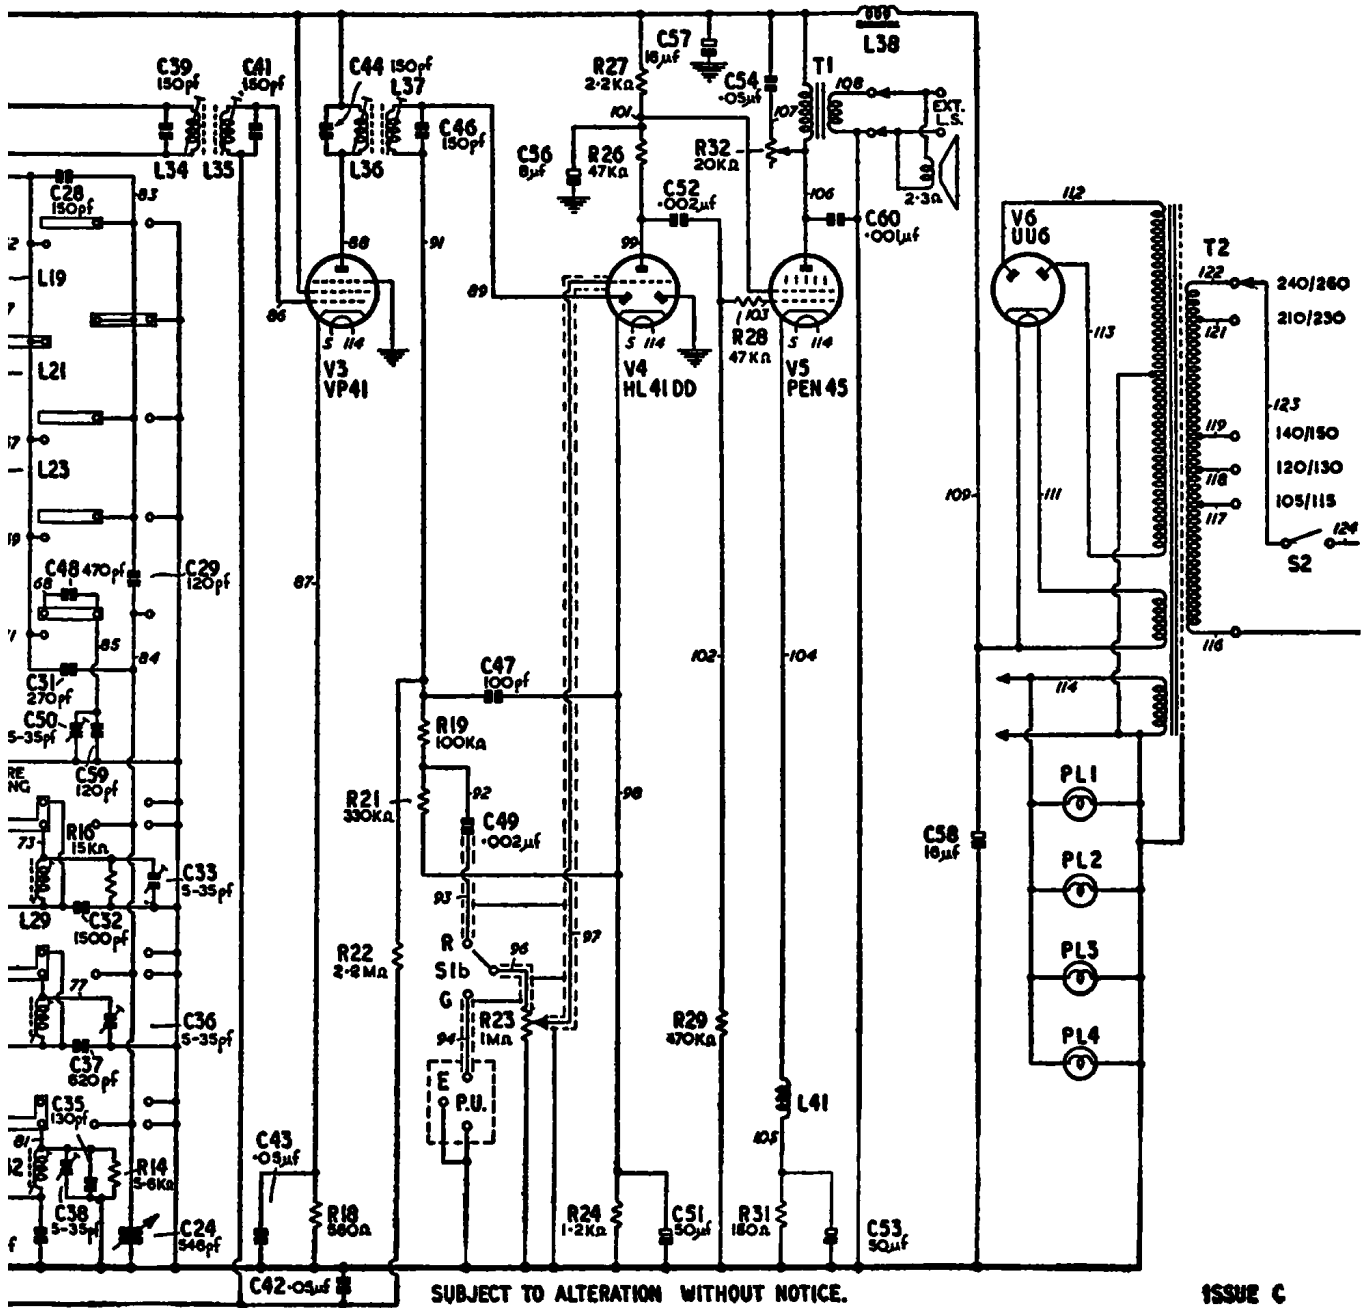 L38
C57
16µf
C39
150pf
C41
150pf
C44 150pf
L37
R27
2·2KΩ
C54
·05µf
T1
108
107
101
EXT.
L.S.
C46
150pf
C56
8µf
R26
47KΩ
R32
20KΩ
L34 L35
L36
C28
150pf
83
C52
·002µf
106
2·3Ω
112
C60
·001µf
V6
UU6
88
91
99
T2
122
240/260
L19
89
86
103
121
210/230
113
5 114
5 114
5 114
R28
47KΩ
V3
VP41
V4
HL41DD
V5
PEN45
L21
123
119
140/150
L23
118
120/130
109
111
117
105/115
124
S2
C48 470pf
68
C29
120pf
87
85
84
102
104
116
C31
270pf
C47
100pf
114
C50
5-35pf
R19
100KΩ
C59
120pf
PL1
R21
330KΩ
92
98
73
R16
15KΩ
C49
·002µf
C58
16µf
C33
5-35pf
PL2
93
L29
C32
1500pf
R22
2·2MΩ
R
S1b
96
97
PL3
77
G
C36
5-35pf
R23
1MΩ
R29
470KΩ
94
PL4
C37
620pf
E
P.U.
C35
130pf
L41
81
C43
·05µf
105
R14
5·6KΩ
C38
5-35pf
C24
546pf
R18
560Ω
R24
1·2KΩ
C51
50µf
R31
150Ω
C53
50µf
C42 ·05µf
SUBJECT TO ALTERATION WITHOUT NOTICE.
ISSUE C